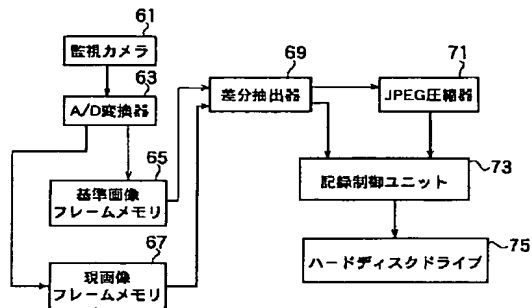 61
監視カメラ
63
A/D変換器
65
基準画像
フレームメモリ
67
現画像
フレームメモリ
69
差分抽出器
71
JPEG圧縮器
73
記録制御ユニット
75
ハードディスクドライブ